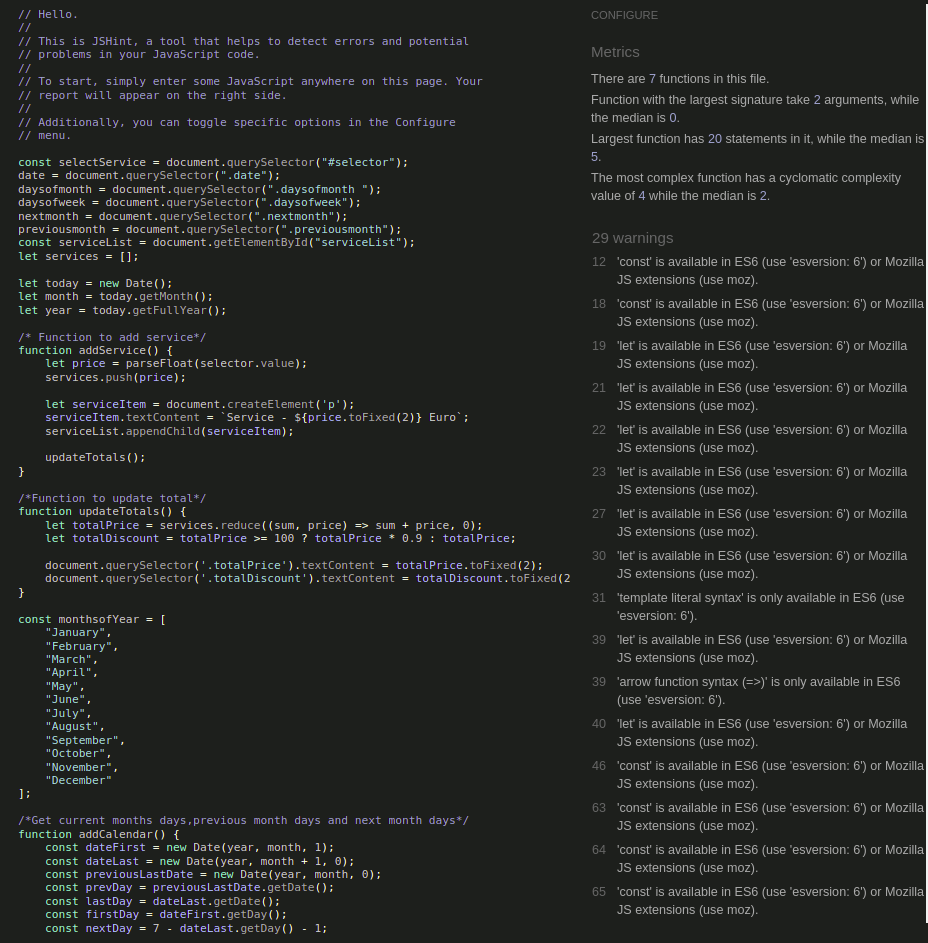 // Hello.
//
// This is JSHint, a tool that helps to detect errors and potential
// problems in your JavaScript code.
//
// To start, simply enter some JavaScript anywhere on this page. Your
// report will appear on the right side.
//
// Additionally, you can toggle specific options in the Configure
// menu.

const selectService = document.querySelector("#selector");
date = document.querySelector(".date");
daysofmonth = document.querySelector(".daysofmonth ");
daysofweek = document.querySelector(".daysofweek");
nextmonth = document.querySelector(".nextmonth");
previousmonth = document.querySelector(".previousmonth");
const serviceList = document.getElementById("serviceList");
let services = [];

let today = new Date();
let month = today.getMonth();
let year = today.getFullYear();

/* Function to add service*/
function addService() {
    let price = parseFloat(selector.value);
    services.push(price);

    let serviceItem = document.createElement('p');
    serviceItem.textContent = `Service - ${price.toFixed(2)} Euro`;
    serviceList.appendChild(serviceItem);

    updateTotals();
}

/*Function to update total*/
function updateTotals() {
    let totalPrice = services.reduce((sum, price) => sum + price, 0);
    let totalDiscount = totalPrice >= 100 ? totalPrice * 0.9 : totalPrice;

    document.querySelector('.totalPrice').textContent = totalPrice.toFixed(2);
    document.querySelector('.totalDiscount').textContent = totalDiscount.toFixed(2
}

const monthsofYear = [
    "January",
    "February",
    "March",
    "April",
    "May",
    "June",
    "July",
    "August",
    "September",
    "October",
    "November",
    "December"
];

/*Get current months days,previous month days and next month days*/
function addCalendar() {
    const dateFirst = new Date(year, month, 1);
    const dateLast = new Date(year, month + 1, 0);
    const previousLastDate = new Date(year, month, 0);
    const prevDay = previousLastDate.getDate();
    const lastDay = dateLast.getDate();
    const firstDay = dateFirst.getDay();
    const nextDay = 7 - dateLast.getDay() - 1;
CONFIGURE
Metrics
There are 7 functions in this file.
Function with the largest signature take 2 arguments, while
the median is 0.
Largest function has 20 statements in it, while the median is
5.
The most complex function has a cyclomatic complexity
value of 4 while the median is 2.
29 warnings
12 'const' is available in ES6 (use 'esversion: 6') or Mozilla
JS extensions (use moz).
18 'const' is available in ES6 (use 'esversion: 6') or Mozilla
JS extensions (use moz).
19 'let' is available in ES6 (use 'esversion: 6') or Mozilla
JS extensions (use moz).
21 'let' is available in ES6 (use 'esversion: 6') or Mozilla
JS extensions (use moz).
22 'let' is available in ES6 (use 'esversion: 6') or Mozilla
JS extensions (use moz).
23 'let' is available in ES6 (use 'esversion: 6') or Mozilla
JS extensions (use moz).
27 'let' is available in ES6 (use 'esversion: 6') or Mozilla
JS extensions (use moz).
30 'let' is available in ES6 (use 'esversion: 6') or Mozilla
JS extensions (use moz).
31 'template literal syntax' is only available in ES6 (use
'esversion: 6').
39 'let' is available in ES6 (use 'esversion: 6') or Mozilla
JS extensions (use moz).
39 'arrow function syntax (=>)' is only available in ES6
(use 'esversion: 6').
40 'let' is available in ES6 (use 'esversion: 6') or Mozilla
JS extensions (use moz).
46 'const' is available in ES6 (use 'esversion: 6') or Mozilla
JS extensions (use moz).
63 'const' is available in ES6 (use 'esversion: 6') or Mozilla
JS extensions (use moz).
64 'const' is available in ES6 (use 'esversion: 6') or Mozilla
JS extensions (use moz).
65 'const' is available in ES6 (use 'esversion: 6') or Mozilla
JS extensions (use moz).